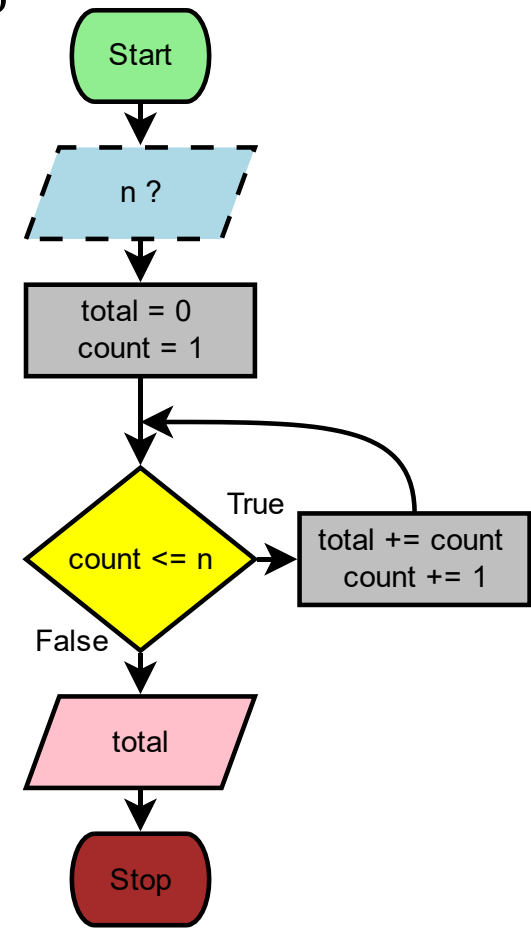 Start
n ?
total = 0
count = 1
True
count <= n
total += count
count += 1
False
total
Stop